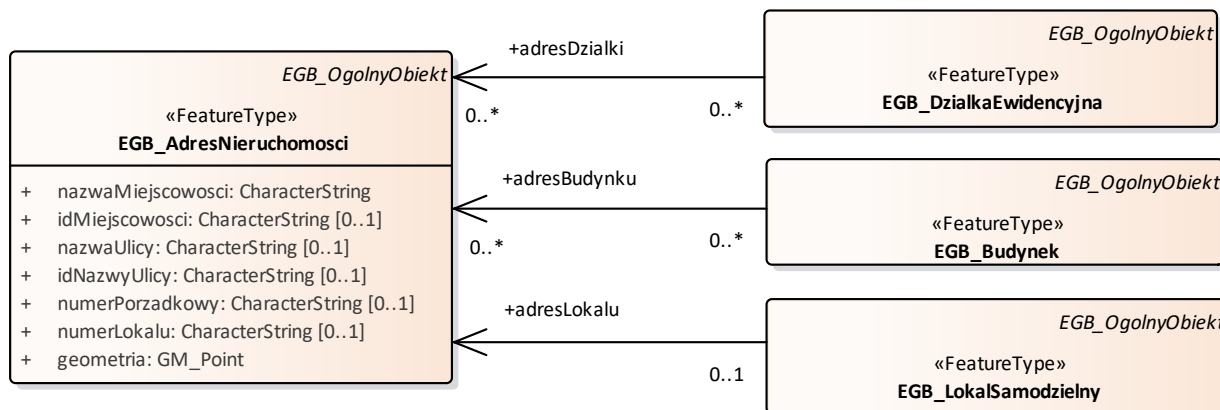 EGB_OgolnyObiekt
«FeatureType»
EGB_AdresNieruchomosci
+ nazwaMiejscowosci: CharacterString
+ idMiejscowosci: CharacterString [0..1]
+ nazwaUlicy: CharacterString [0..1]
+ idNazwyUlicy: CharacterString [0..1]
+ numerPorzadkowy: CharacterString [0..1]
+ numerLokalu: CharacterString [0..1]
+ geometria: GM_Point
+adresDzialki
0..*
0..*
EGB_OgolnyObiekt
«FeatureType»
EGB_DzialkaEwidencyjna
+adresBudynku
0..*
0..*
EGB_OgolnyObiekt
«FeatureType»
EGB_Budynek
+adresLokalu
0..1
EGB_OgolnyObiekt
«FeatureType»
EGB_LokalSamodzielny